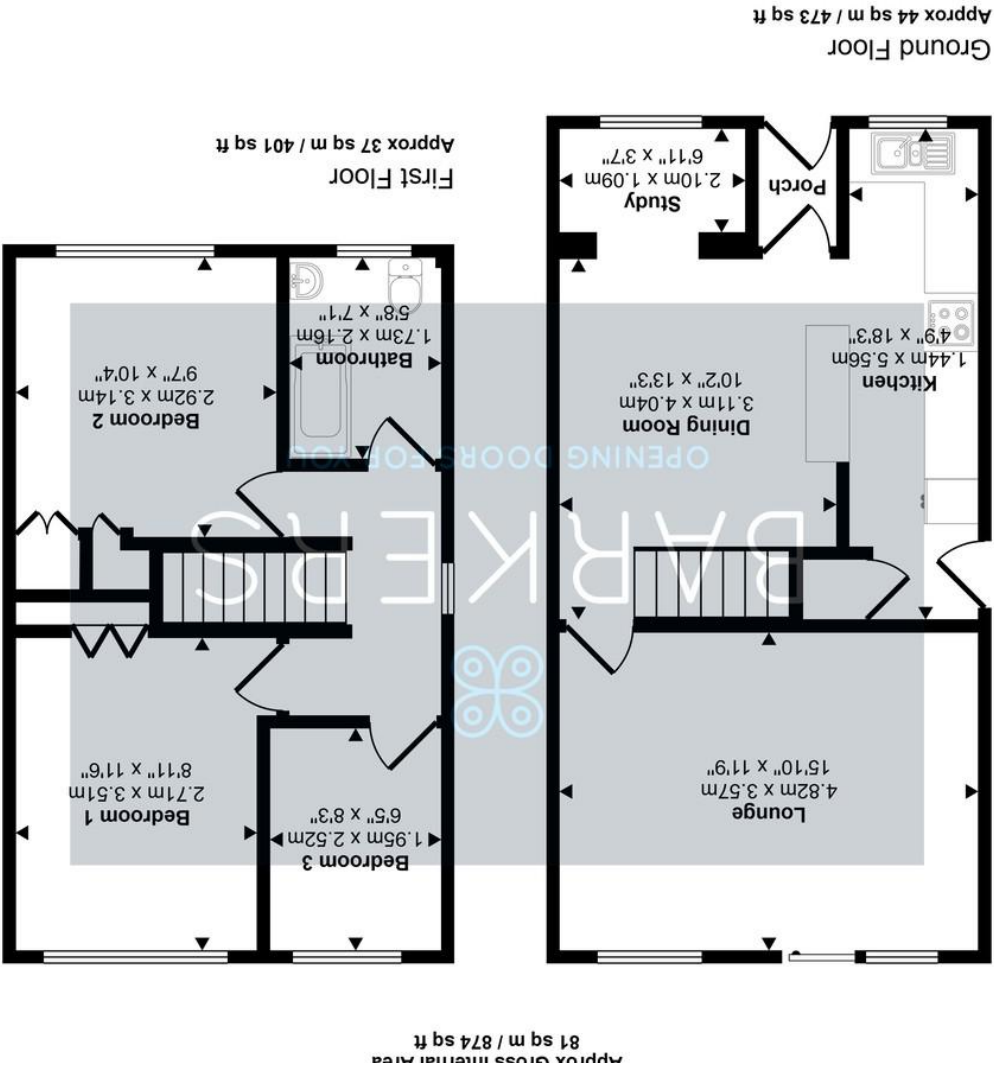 Approx Gross Internal Area
81 sq m / 874 sq ft
Lounge
4.82m x 3.57m
15'10" x 11'9"
Kitchen
1.44m x 5.56m
4'9" x 18'3"
Dining Room
3.11m x 4.04m
10'2" x 13'3"
Porch
Study
2.10m x 1.09m
6'11" x 3'7"
Ground Floor
Approx 44 sq m / 473 sq ft
Bedroom 3
1.95m x 2.52m
6'5" x 8'3"
Bedroom 1
2.71m x 3.51m
8'11" x 11'6"
Bathroom
1.73m x 2.16m
5'8" x 7'1"
Bedroom 2
2.92m x 3.14m
9'7" x 10'4"
First Floor
Approx 37 sq m / 401 sq ft
BARKERS
OPENING DOORS FOR YOU